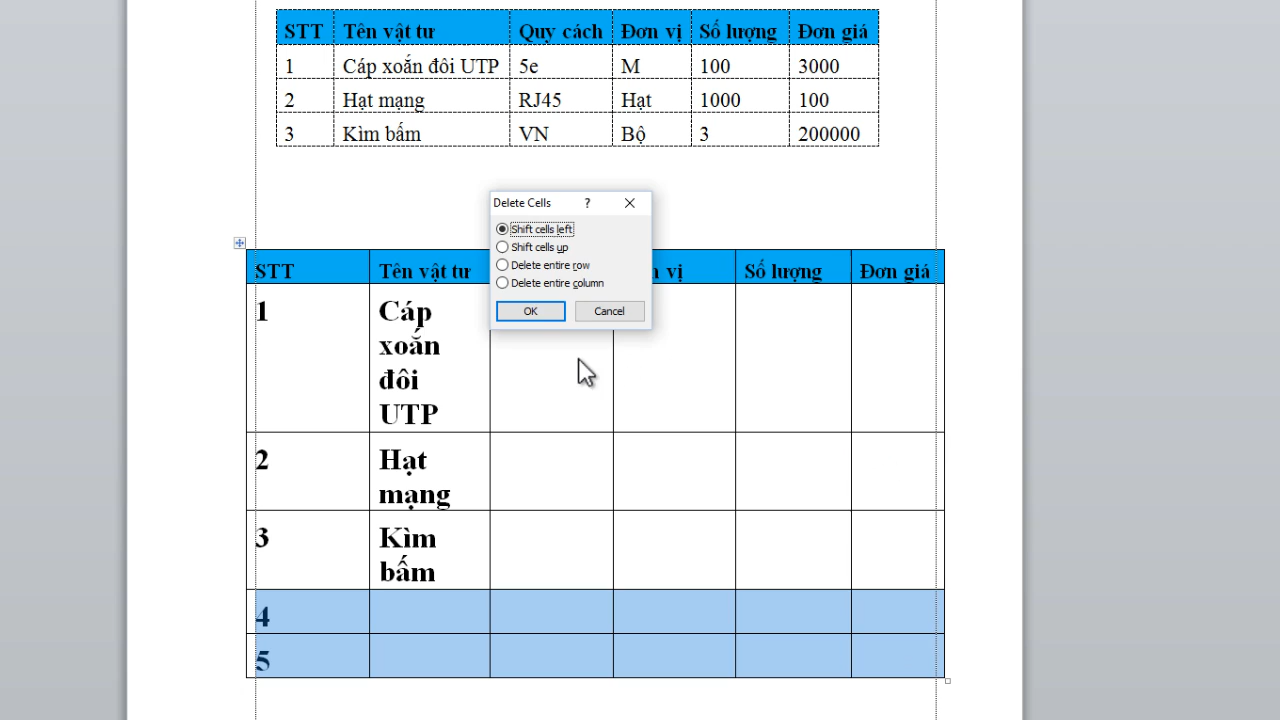 STT Tên vật tư Quy cách Đơn vị Số lượng Đơn giá
1 Cáp xoắn đôi UTP 5e M 100 3000
2 Hạt mạng RJ45 Hạt 1000 100
3 Kìm bấm VN Bộ 3 200000
Delete Cells ?
Shift cells left
Shift cells up
Delete entire row
Delete entire column
OK Cancel
STT Tên vật tư vị Số lượng Đơn giá
1 Cáp
xoắn
đôi
UTP
2 Hạt
mạng
3 Kìm
bấm
4
5